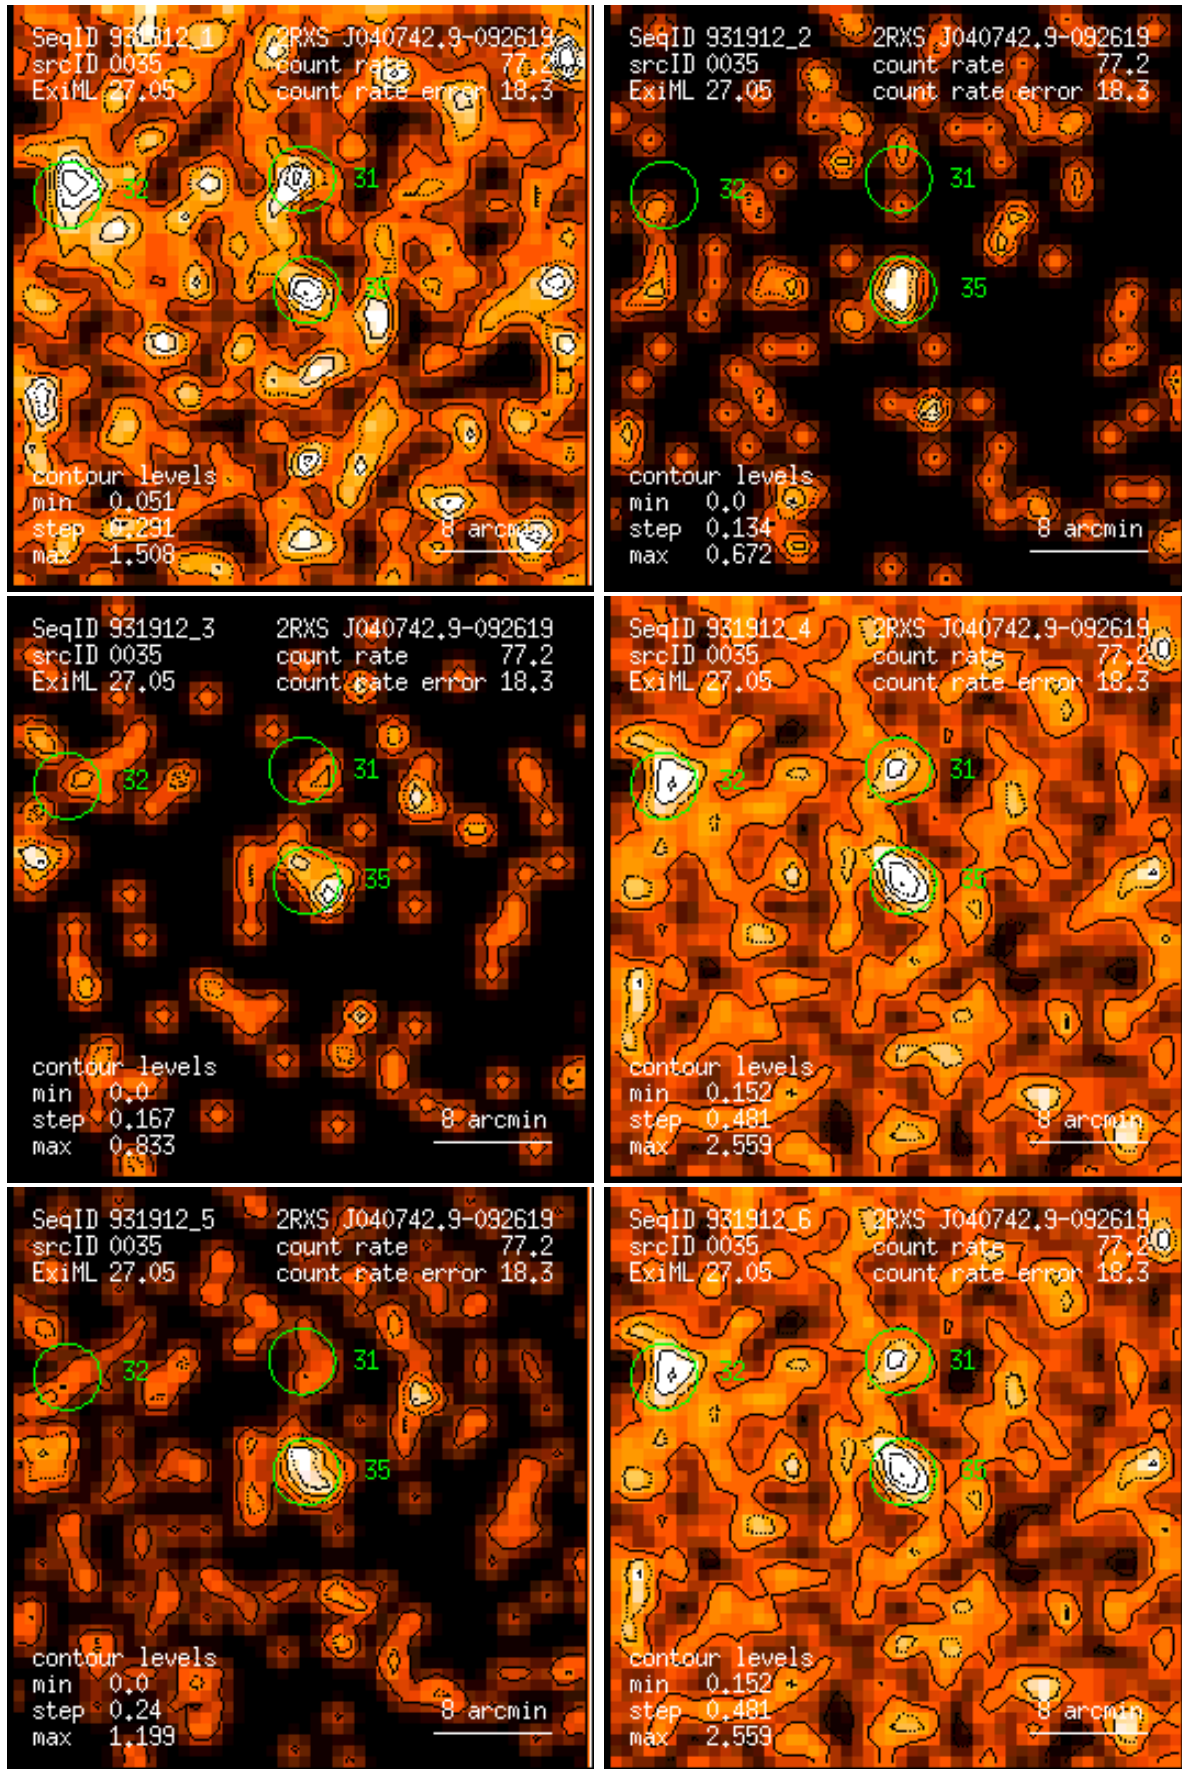 SeqID 931912_1 2RXS J040742.9-092619
srcID 0035 count rate 77.2
ExiML 27.05 count rate error 18.3
32
31
35
contour levels
min 0.051
step 0.291 8 arcmin
max 1.508
SeqID 931912_2 2RXS J040742.9-092619
srcID 0035 count rate 77.2
ExiML 27.05 count rate error 18.3
31
32
35
contour levels
min 0.0
step 0.134 8 arcmin
max 0.672
SeqID 931912_3 2RXS J040742.9-092619
srcID 0035 count rate 77.2
ExiML 27.05 count rate error 18.3
31
32
35
contour levels
min 0.0
step 0.167 8 arcmin
max 0.833
SeqID 931912_4 2RXS J040742.9-092619
srcID 0035 count rate 77.2
ExiML 27.05 count rate error 18.3
31
32
35
contour levels
min 0.152
step 0.481 8 arcmin
max 2.559
SeqID 931912_5 2RXS J040742.9-092619
srcID 0035 count rate 77.2
ExiML 27.05 count rate error 18.3
31
32
35
contour levels
min 0.0
step 0.24 8 arcmin
max 1.199
SeqID 931912_6 2RXS J040742.9-092619
srcID 0035 count rate 77.2
ExiML 27.05 count rate error 18.3
31
32
35
contour levels
min 0.152
step 0.481 8 arcmin
max 2.559